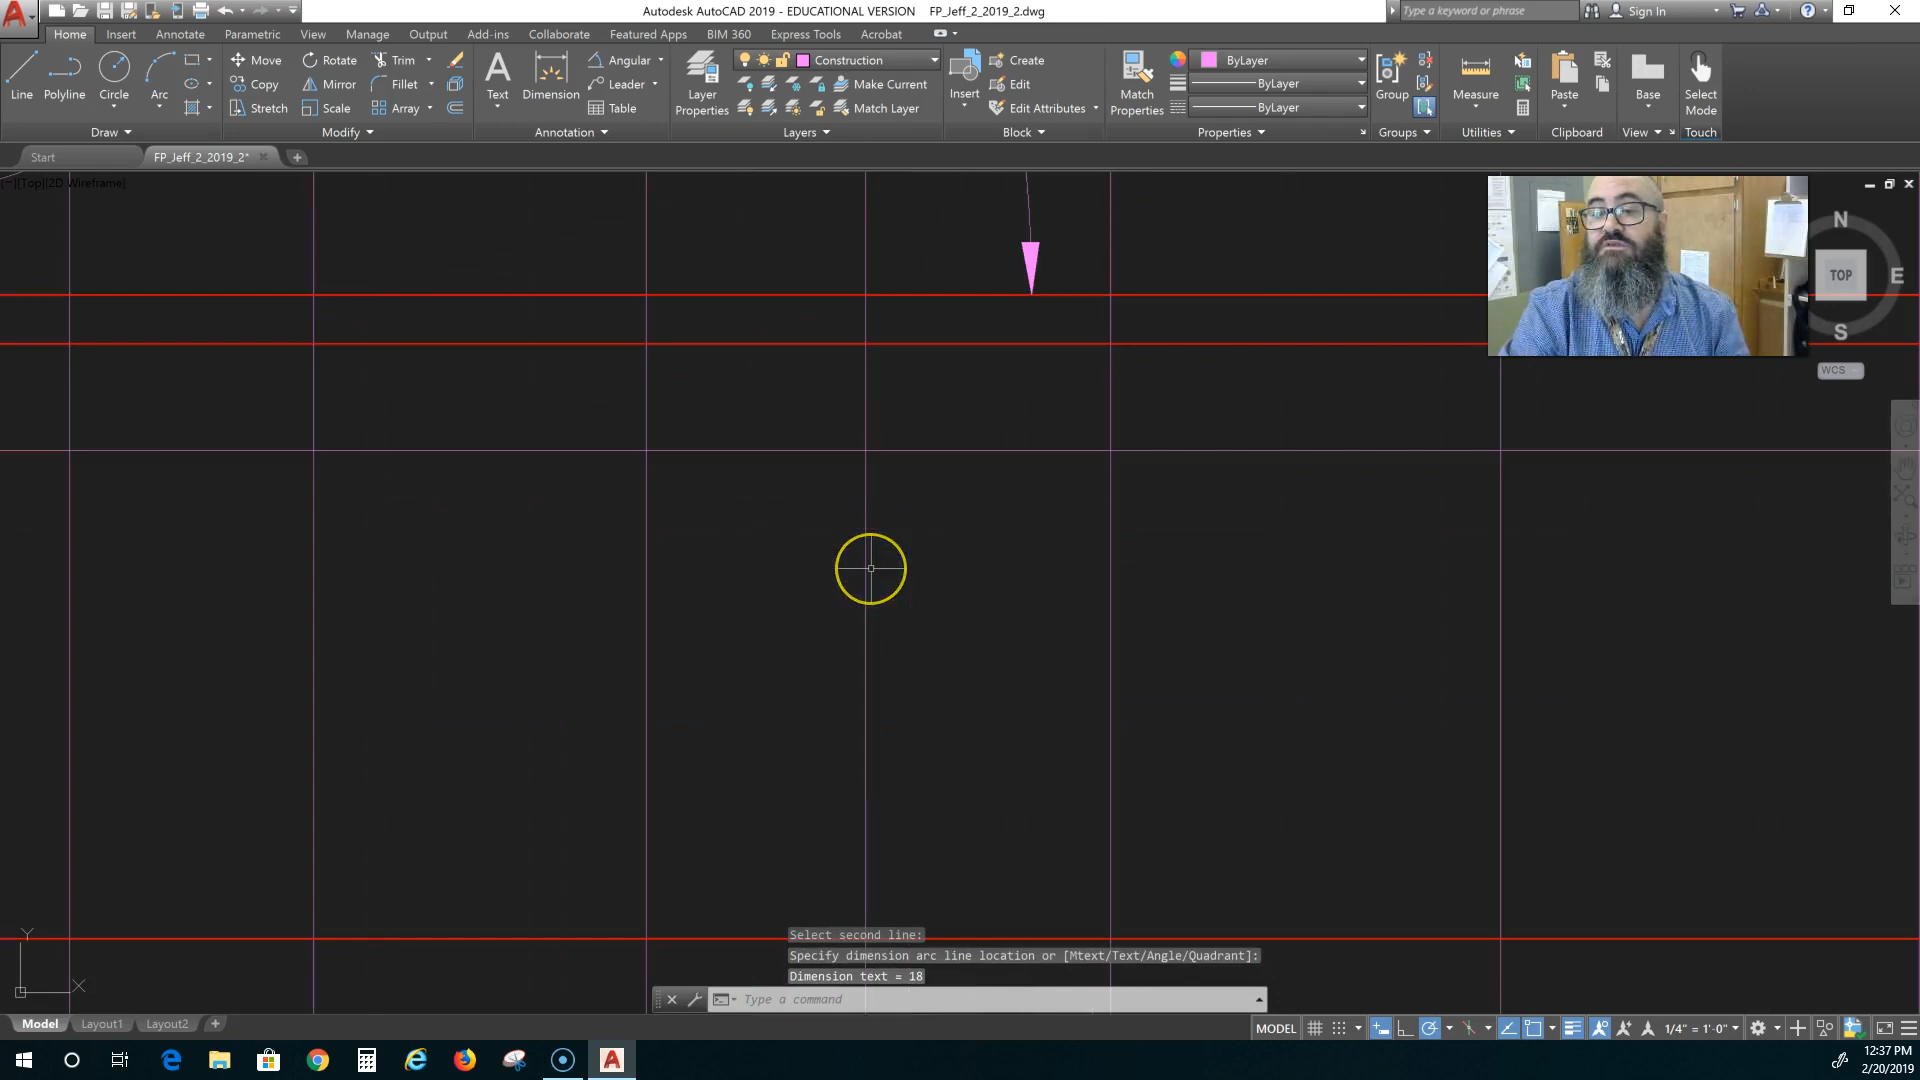 Autodesk AutoCAD 2019 - EDUCATIONAL VERSION FP_Jeff_2_2019_2.dwg
Type a keyword or phrase
Sign In
Home Insert Annotate Parametric View Manage Output Add-ins Collaborate Featured Apps BIM 360 Express Tools Acrobat
Line
Polyline
Circle
Arc
Draw
Move
Copy
Stretch
Rotate
Mirror
Scale
Trim
Fillet
Array
Modify
Text
Dimension
Angular
Leader
Table
Annotation
Layer
Properties
Construction
Make Current
Match Layer
Layers
Insert
Create
Edit
Edit Attributes
Block
Match
Properties
ByLayer
ByLayer
ByLayer
Properties
Group
Groups
Measure
Utilities
Paste
Clipboard
Base
View
Select
Mode
Touch
Start
FP_Jeff_2_2019_2*
[−][Top][2D Wireframe]
N
TOP
E
S
WCS
Y
X
Select second line:
Specify dimension arc line location or [Mtext/Text/Angle/Quadrant]:
Dimension text = 18
Type a command
Model Layout1 Layout2
MODEL
1/4" = 1'-0"
12:37 PM
2/20/2019